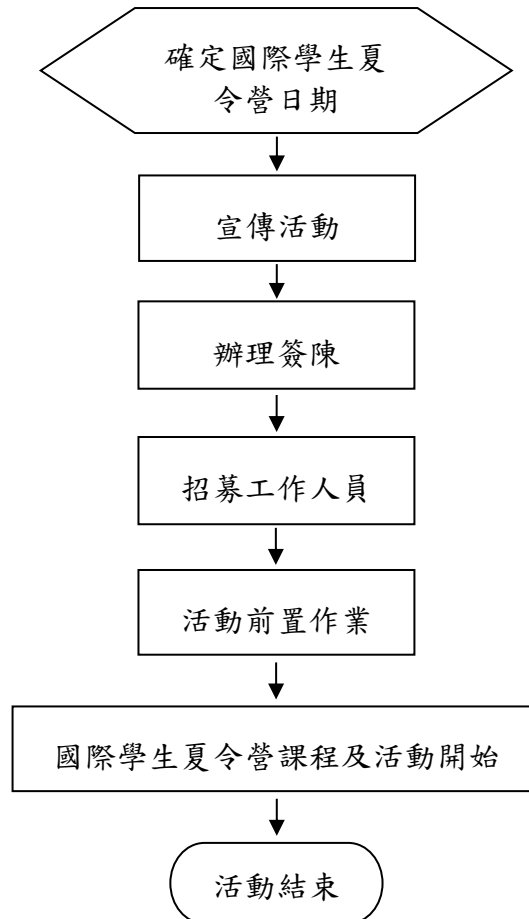 確定國際學生夏
令營日期
宣傳活動
辦理簽陳
招募工作人員
活動前置作業
國際學生夏令營課程及活動開始
活動結束